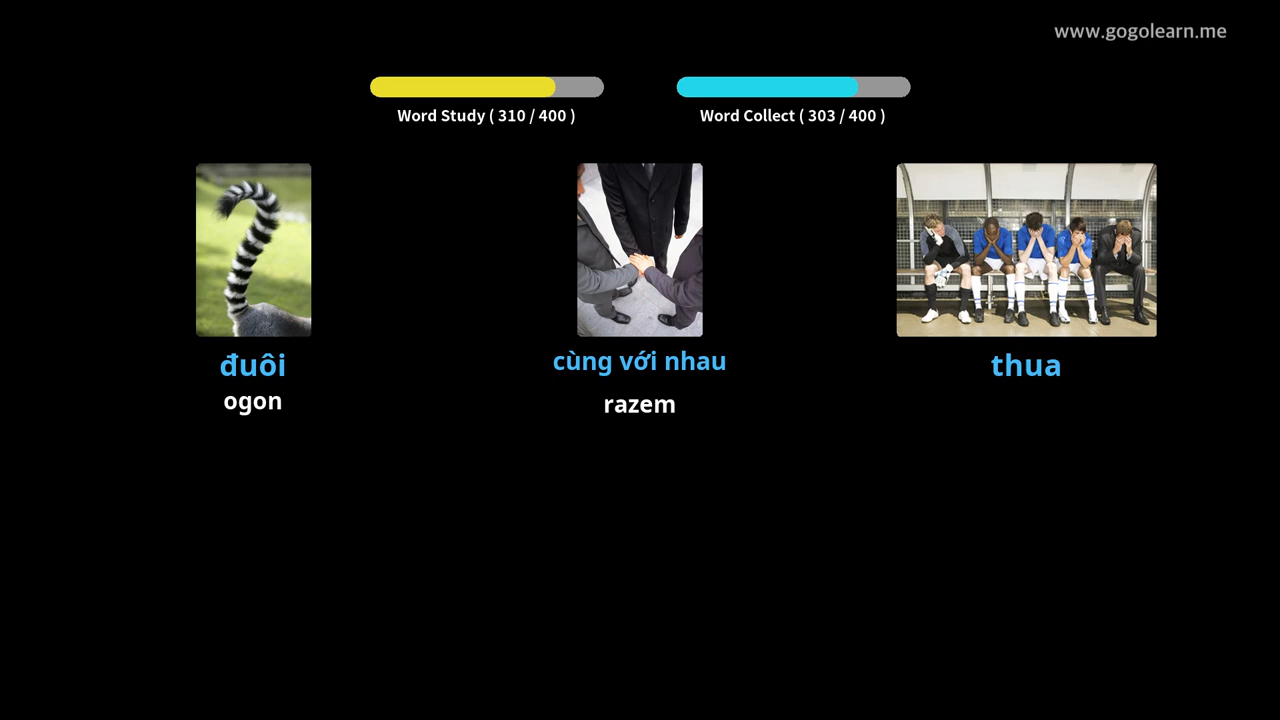 www.gogolearn.me
Word Study ( 310 / 400 )
Word Collect ( 303 / 400 )
đuôi
cùng với nhau
thua
ogon
razem